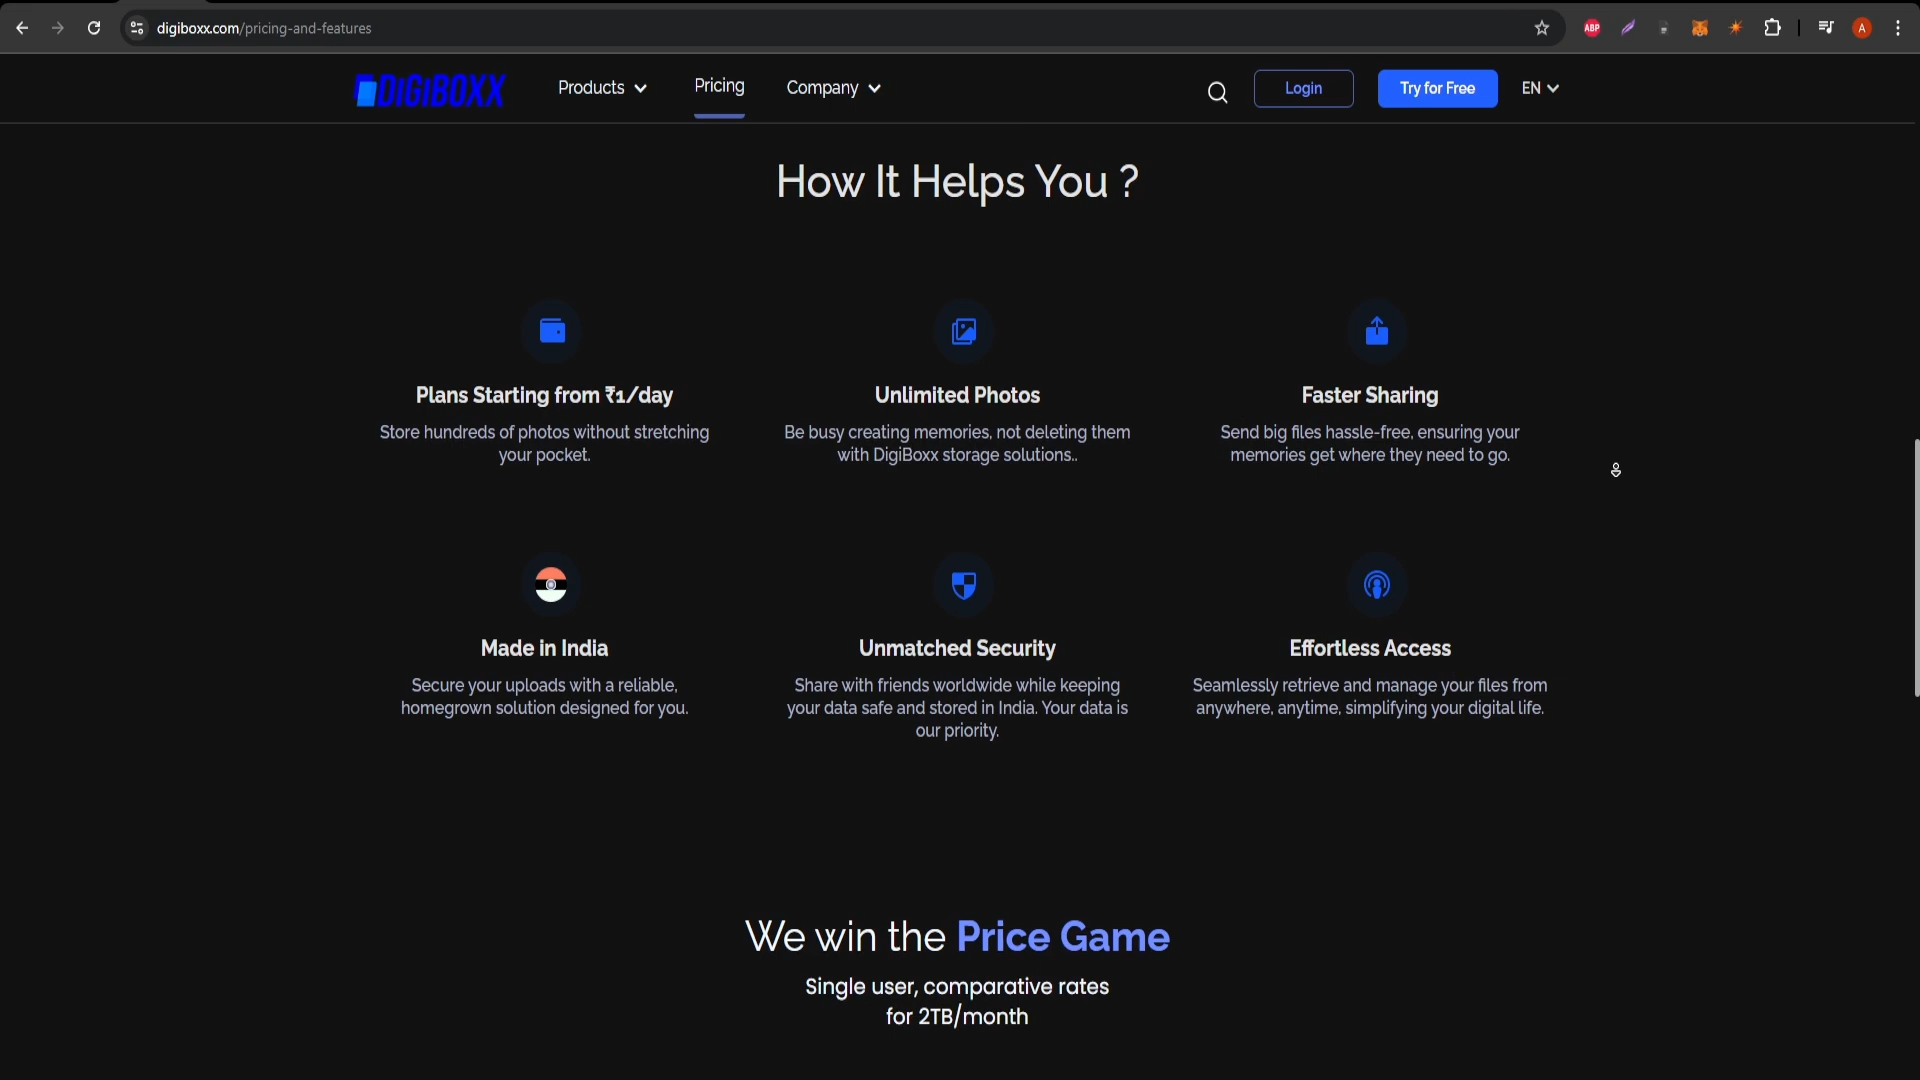 digiboxx.com/pricing-and-features
ABP
A
DIGIBOXX
Products
Pricing
Company
Login
Try for Free
EN
How It Helps You ?
Plans Starting from ₹1/day
Store hundreds of photos without stretching
your pocket.
Unlimited Photos
Be busy creating memories, not deleting them
with DigiBoxx storage solutions..
Faster Sharing
Send big files hassle-free, ensuring your
memories get where they need to go.
Made in India
Secure your uploads with a reliable,
homegrown solution designed for you.
Unmatched Security
Share with friends worldwide while keeping
your data safe and stored in India. Your data is
our priority.
Effortless Access
Seamlessly retrieve and manage your files from
anywhere, anytime, simplifying your digital life.
We win the Price Game
Single user, comparative rates
for 2TB/month